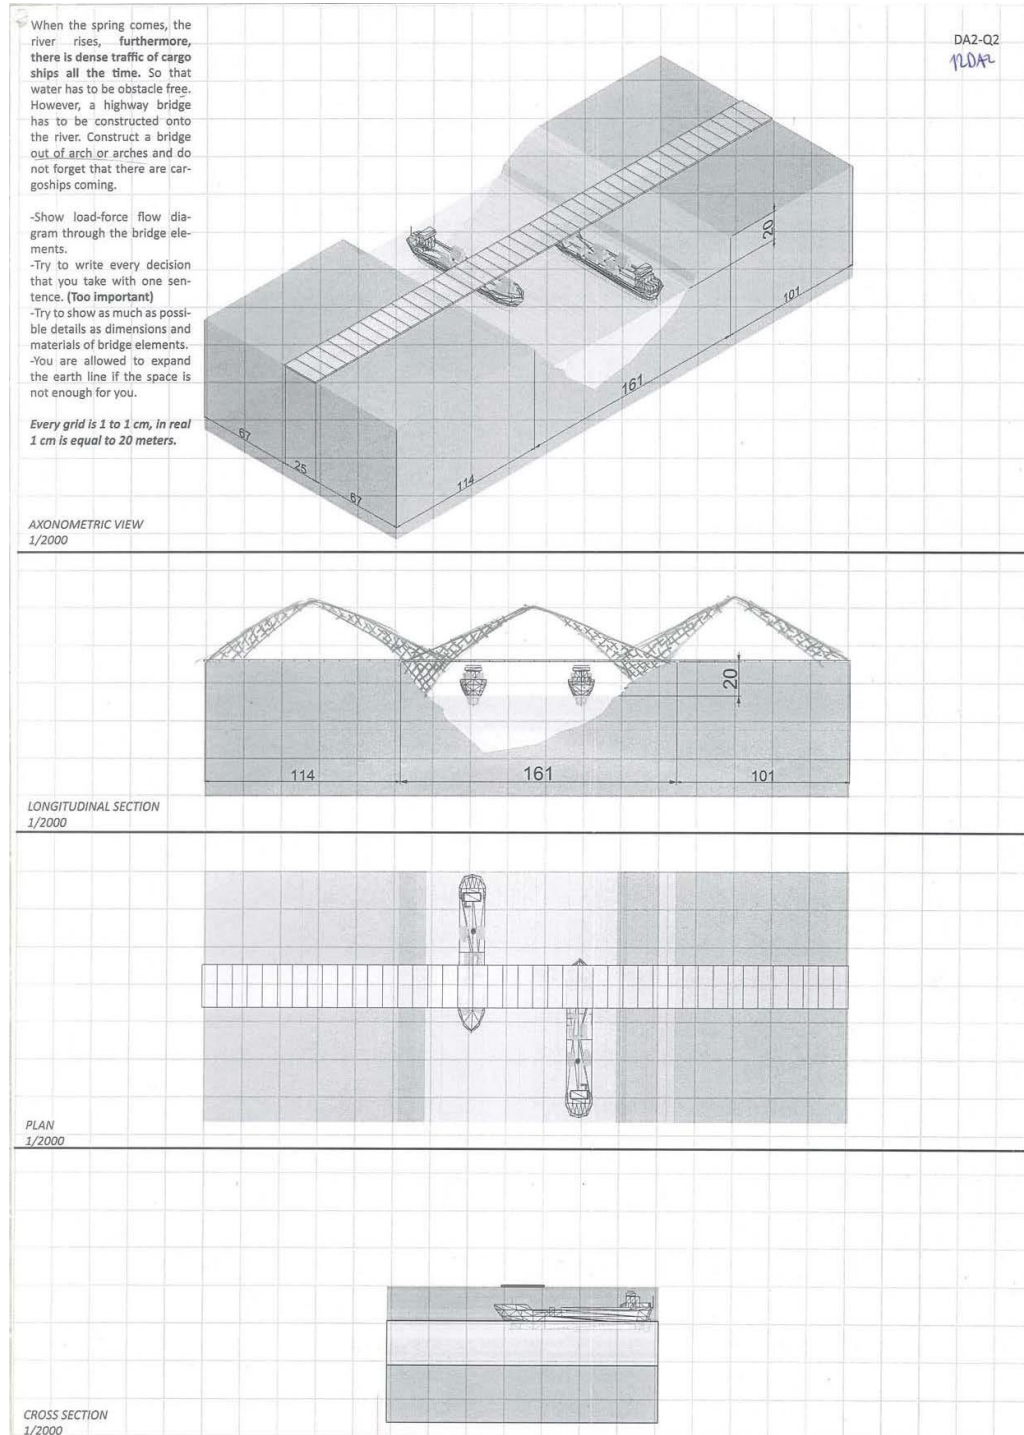 When the spring comes, the
river rises, furthermore,
there is dense traffic of cargo
ships all the time. So that
water has to be obstacle free.
However, a highway bridge
has to be constructed onto
the river. Construct a bridge
out of arch or arches and do
not forget that there are car-
goships coming.
-Show load-force flow dia-
gram through the bridge ele-
ments.
-Try to write every decision
that you take with one sen-
tence. (Too important)
-Try to show as much as possi-
ble details as dimensions and
materials of bridge elements.
-You are allowed to expand
the earth line if the space is
not enough for you.
Every grid is 1 to 1 cm, in real
1 cm is equal to 20 meters.
DA2-Q2
12DA2
20
101
161
114
67
25
67
AXONOMETRIC VIEW
1/2000
20
114
161
101
LONGITUDINAL SECTION
1/2000
PLAN
1/2000
CROSS SECTION
1/2000